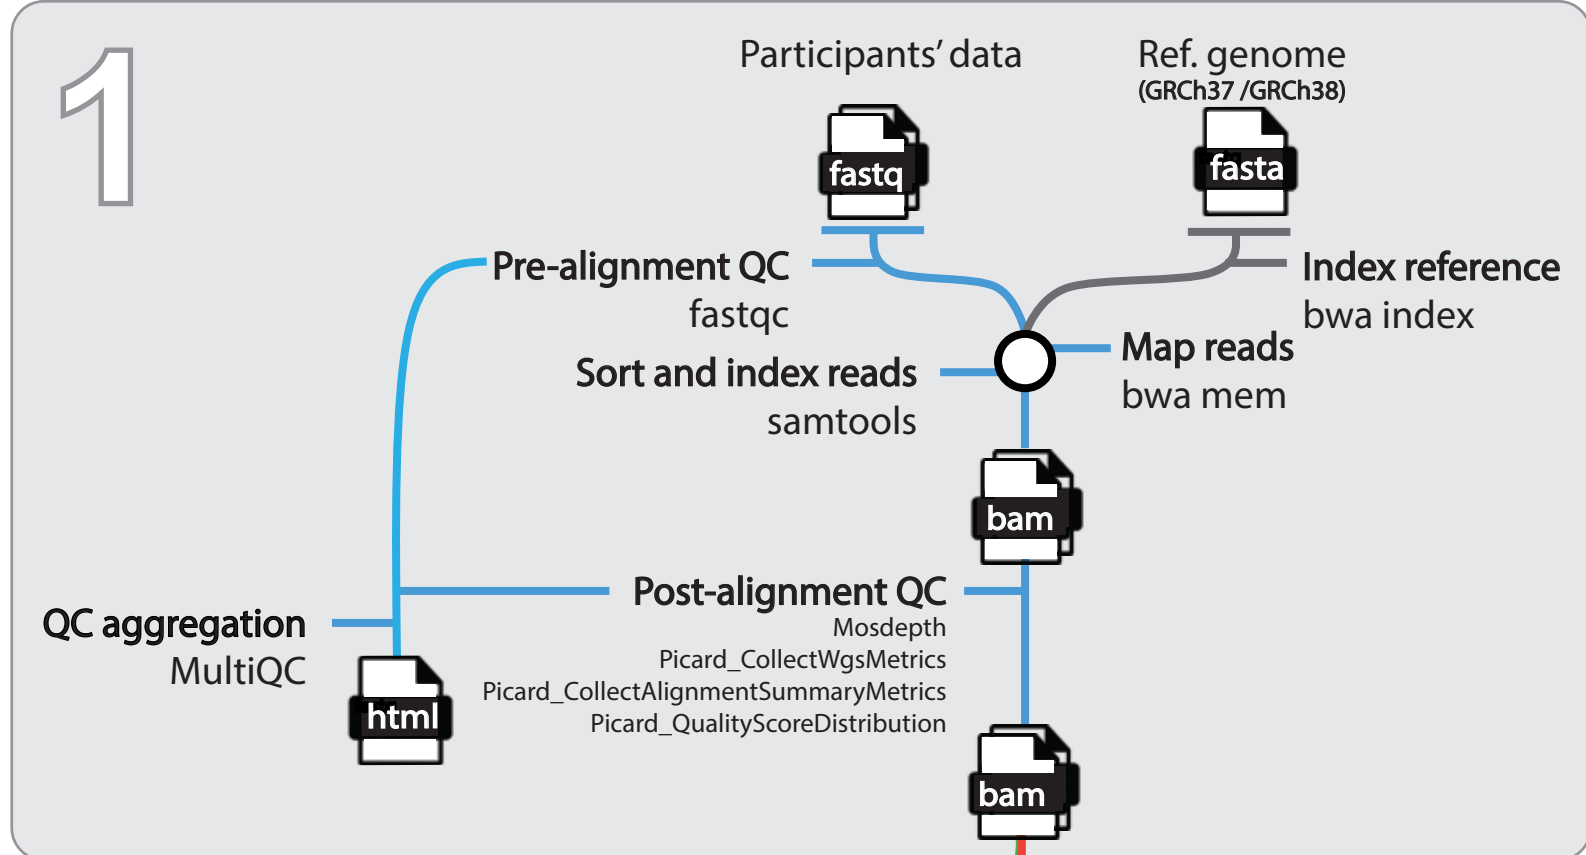 1
Participants' data
Ref. genome
(GRCh37 /GRCh38)
fastq
fasta
Pre-alignment QC
fastqc
Index reference
bwa index
Map reads
bwa mem
Sort and index reads
samtools
bam
Post-alignment QC
Mosdepth
Picard_CollectWgsMetrics
Picard_CollectAlignmentSummaryMetrics
Picard_QualityScoreDistribution
QC aggregation
MultiQC
html
bam